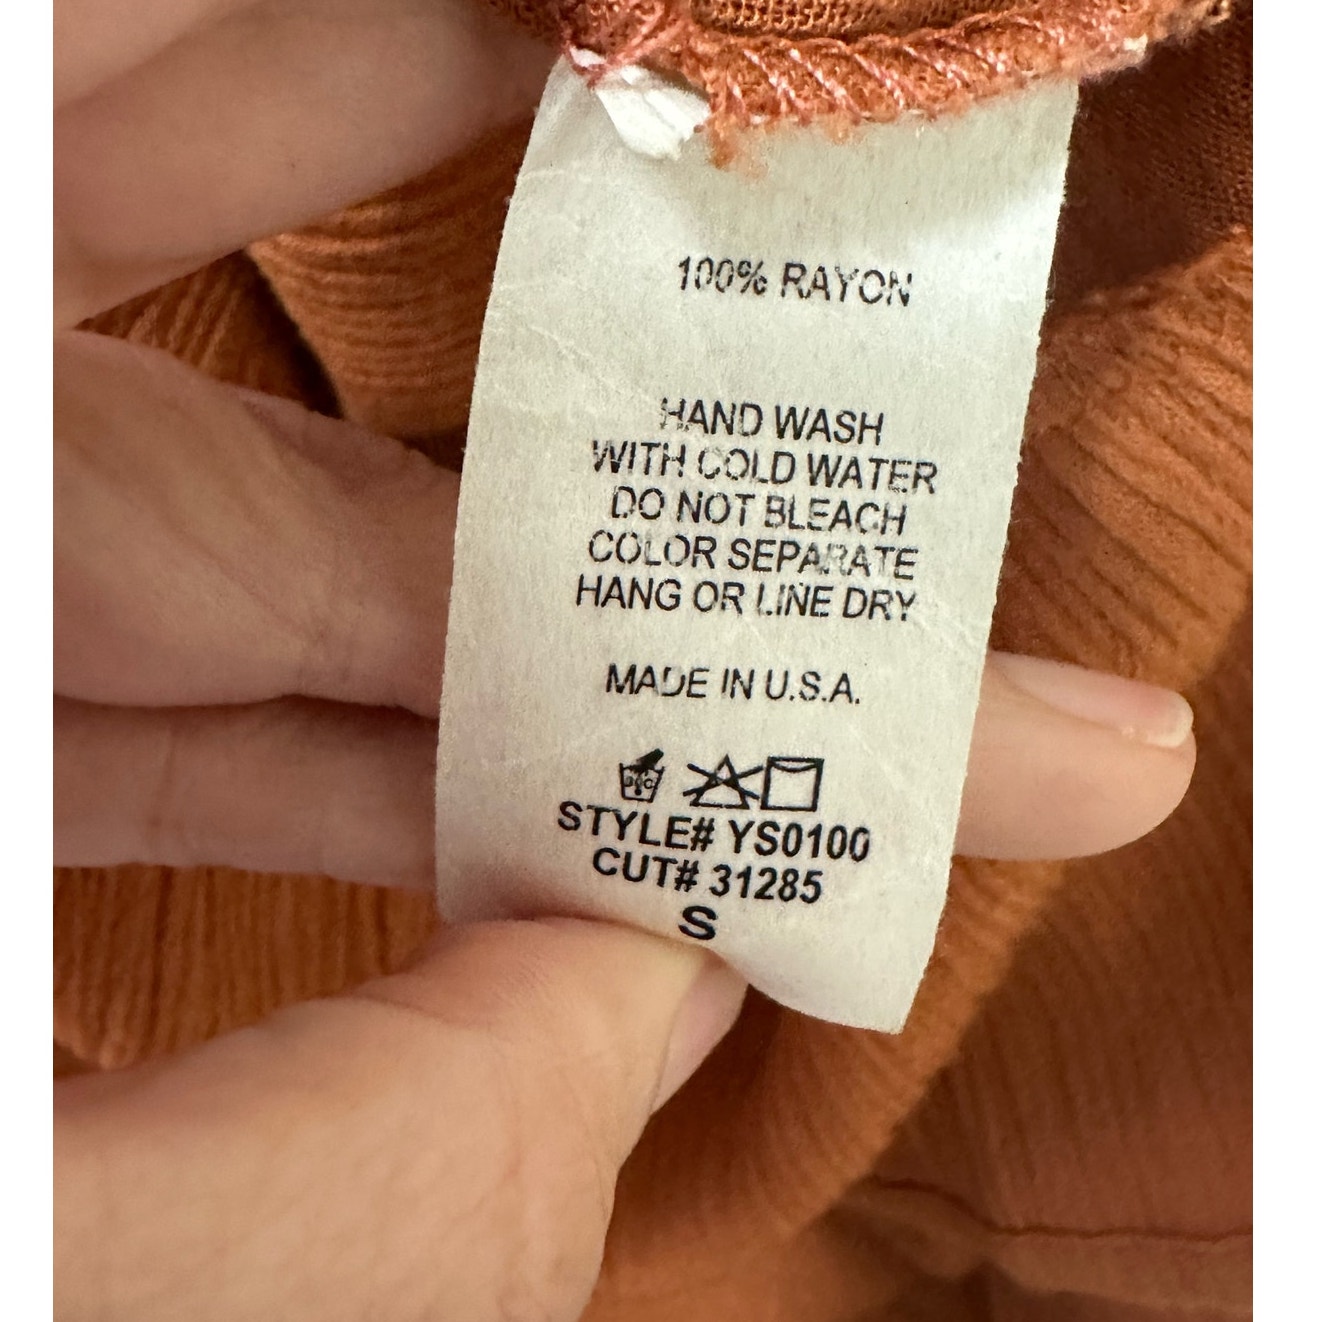 100% RAYON
HAND WASH
WITH COLD WATER
DO NOT BLEACH
COLOR SEPARATE
HANG OR LINE DRY
MADE IN U.S.A.
STYLE# YS0100
CUT# 31285
S